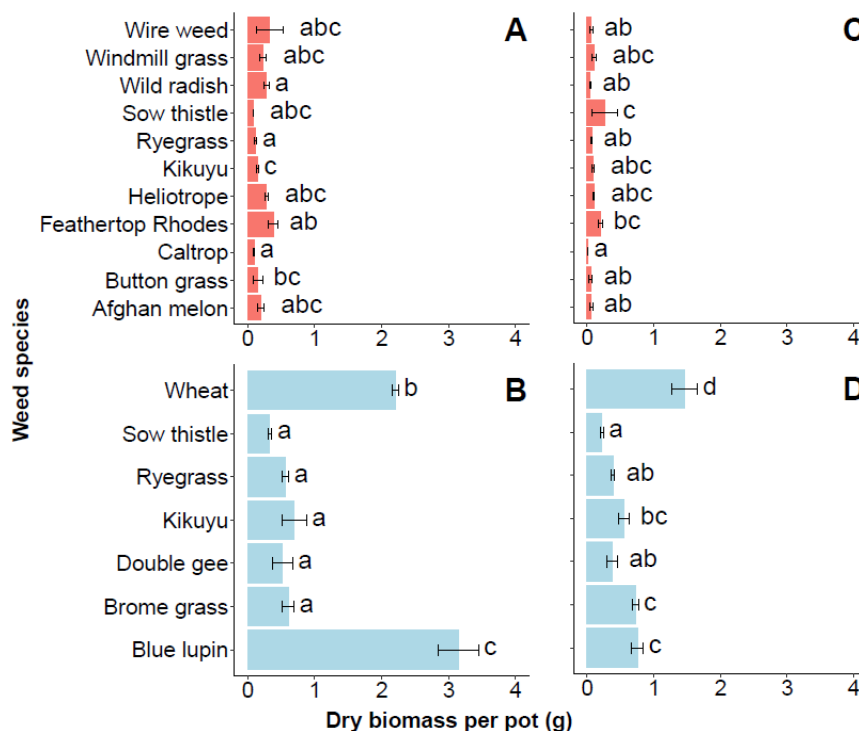 A
Wire weed abc
Windmill grass abc
Wild radish a
Sow thistle abc
Ryegrass a
Kikuyu c
Heliotrope abc
Feathertop Rhodes ab
Caltrop a
Button grass bc
Afghan melon abc
0 1 2 3 4
C
ab
abc
ab
c
ab
abc
abc
bc
a
ab
ab
0 1 2 3 4
Weed species
B
Wheat b
Sow thistle a
Ryegrass a
Kikuyu a
Double gee a
Brome grass a
Blue lupin c
0 1 2 3 4
D
d
a
ab
bc
ab
c
c
0 1 2 3 4
Dry biomass per pot (g)